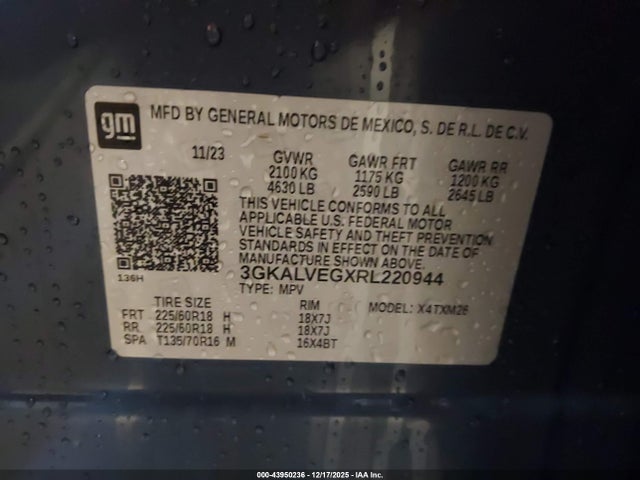 gm
MFD BY GENERAL MOTORS DE MEXICO, S. DE R.L. DE C.V.
11/23 GVWR GAWR FRT GAWR RR
2100 KG 1175 KG 1200 KG
4630 LB 2590 LB 2645 LB
THIS VEHICLE CONFORMS TO ALL
APPLICABLE U.S. FEDERAL MOTOR
VEHICLE SAFETY AND THEFT PREVENTION
STANDARDS IN EFFECT ON THE DATE OF
MANUFACTURE SHOWN ABOVE.
136H
3GKALVEGXRL220944
TYPE: MPV
TIRE SIZE RIM MODEL: X4TXM26
FRT 225/60R18 H 18X7J
RR 225/60R18 H 18X7J
SPA T135/70R16 M 16X4BT
000-43950236 - 12/17/2025 - IAA Inc.